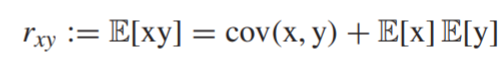 r_{xy} := 𝔼[xy] = cov(x, y) + 𝔼[x] 𝔼[y]